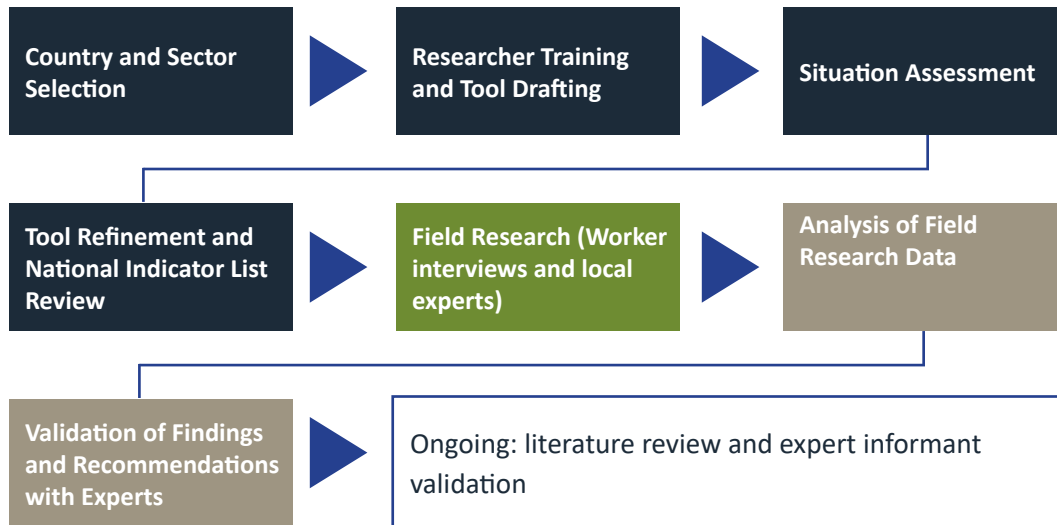 Country and Sector
Selection
Researcher Training
and Tool Drafting
Situation Assessment
Tool Refinement and
National Indicator List
Review
Field Research (Worker
interviews and local
experts)
Analysis of Field
Research Data
Validation of Findings
and Recommendations
with Experts
Ongoing: literature review and expert informant
validation